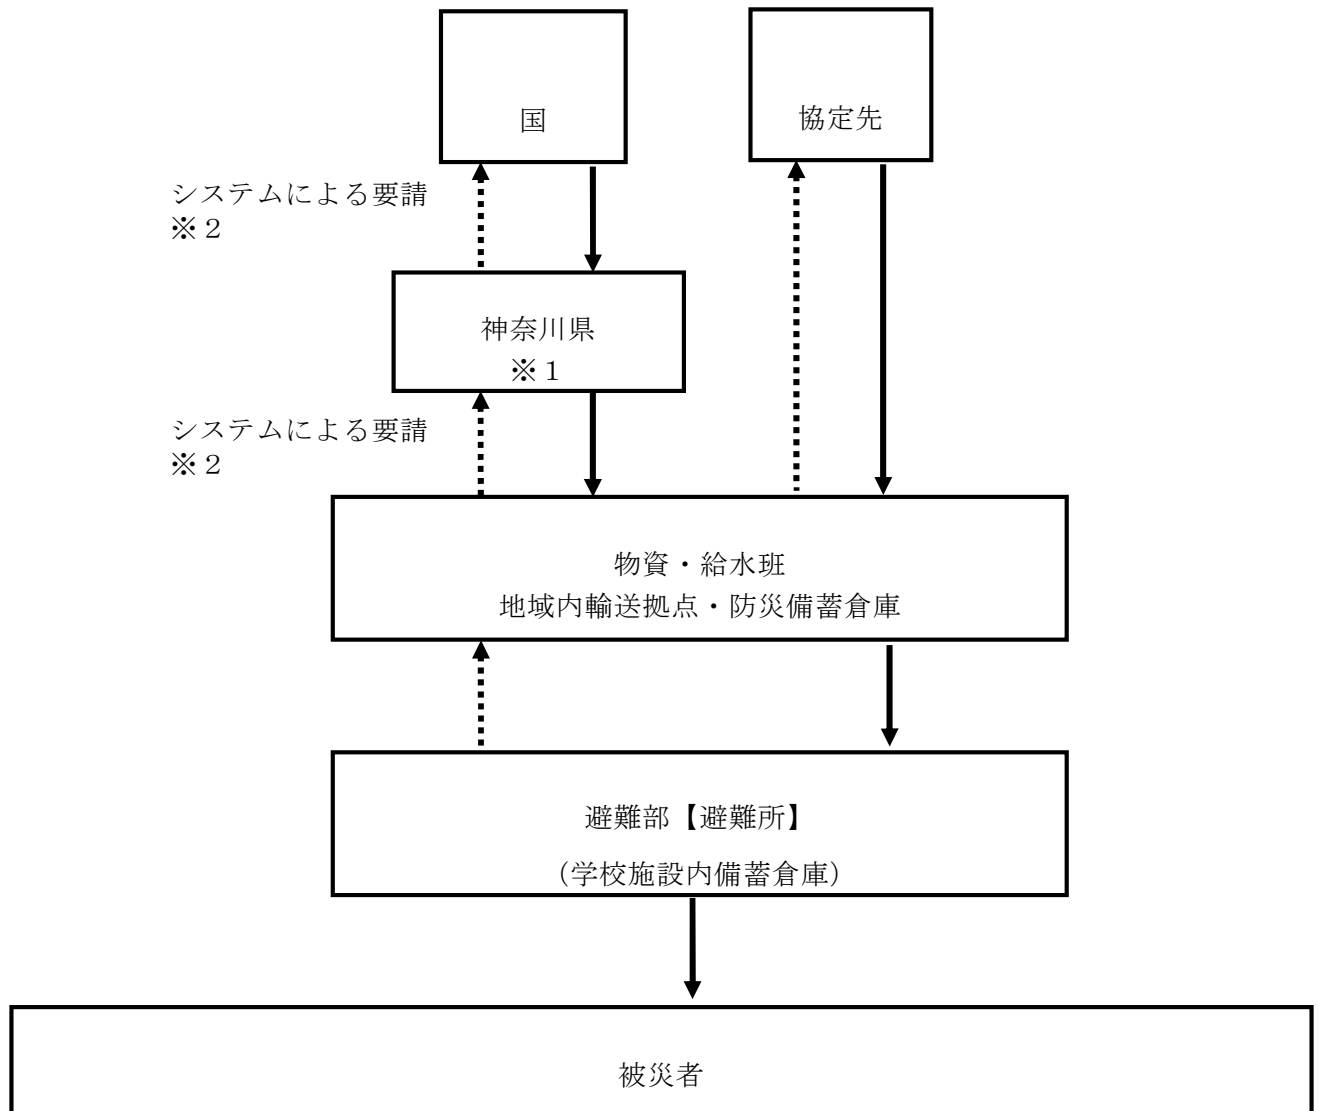 国
協定先
システムによる要請
※２
神奈川県
※１
システムによる要請
※２
物資・給水班
地域内輸送拠点・防災備蓄倉庫
避難部【避難所】
（学校施設内備蓄倉庫）
被災者